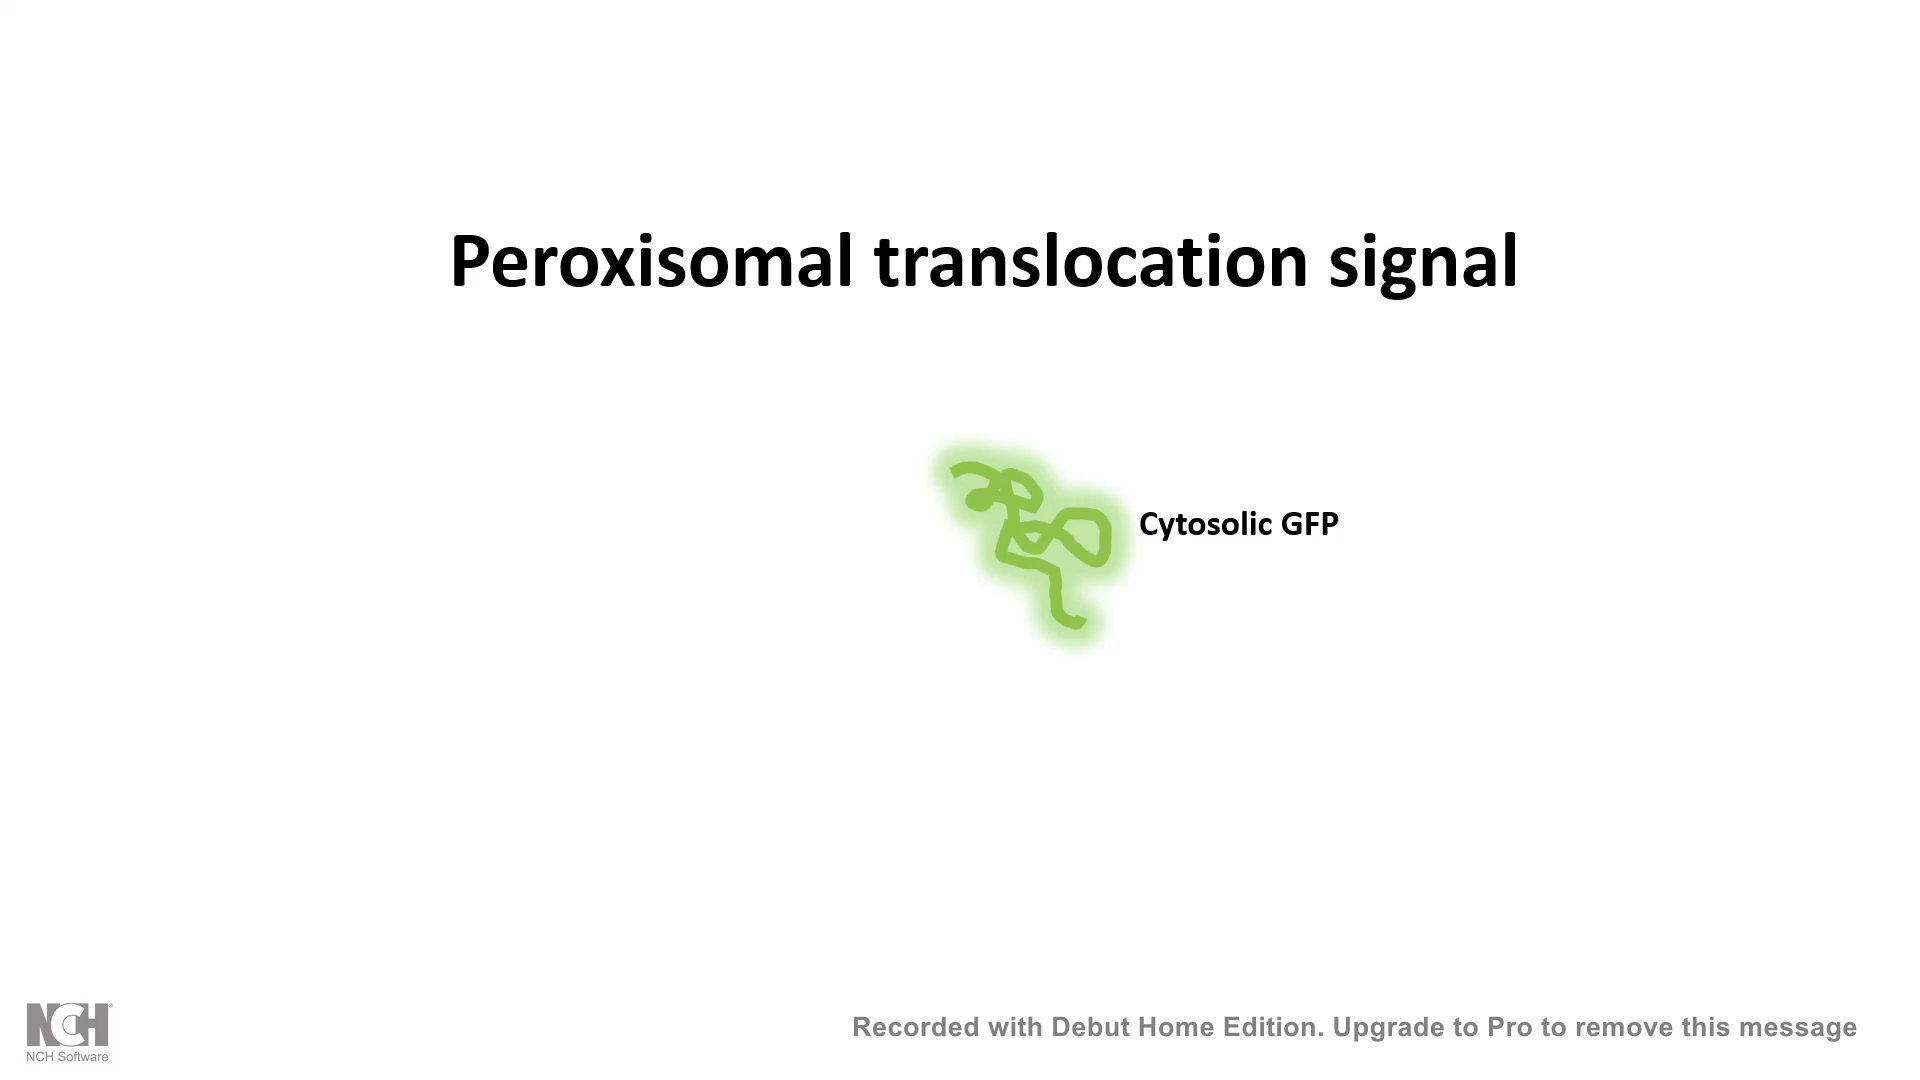 Peroxisomal translocation signal
Cytosolic GFP
NCH
NCH Software
Recorded with Debut Home Edition. Upgrade to Pro to remove this message